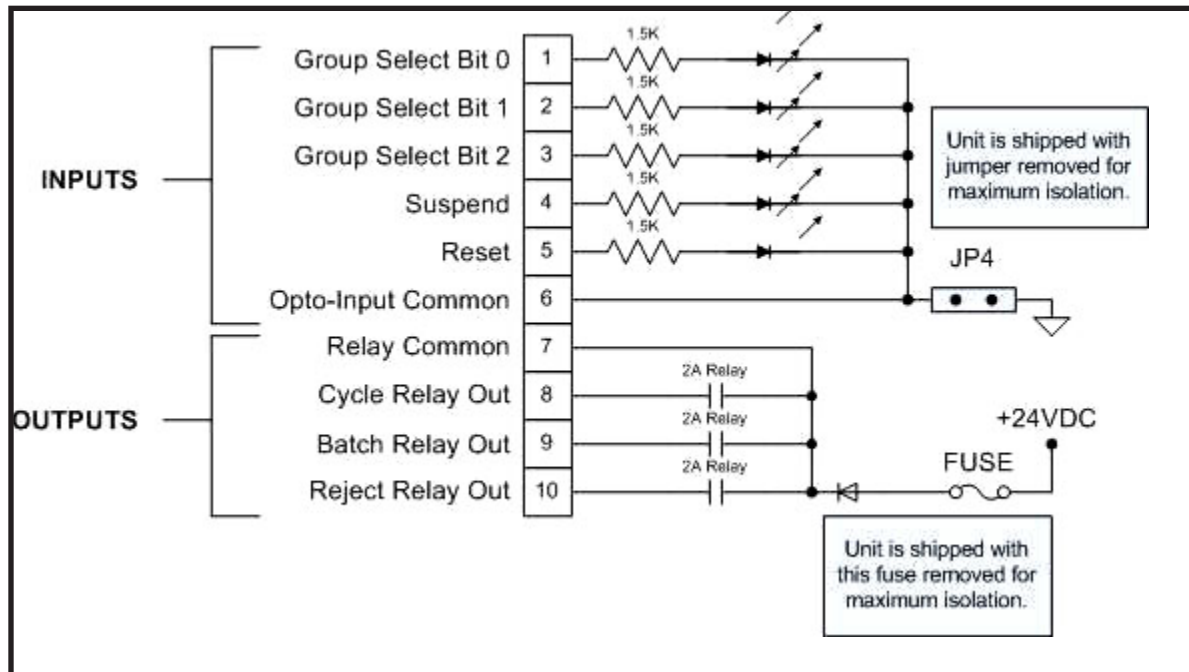 1.5K
Group Select Bit 0 1
1.5K
Group Select Bit 1 2
1.5K
Group Select Bit 2 3
1.5K
Suspend 4
1.5K
Reset 5
Opto-Input Common 6
INPUTS
Unit is shipped with
jumper removed for
maximum isolation.
JP4
Relay Common 7
2A Relay
Cycle Relay Out 8
2A Relay
Batch Relay Out 9
2A Relay
Reject Relay Out 10
OUTPUTS
+24VDC
FUSE
Unit is shipped with
this fuse removed for
maximum isolation.